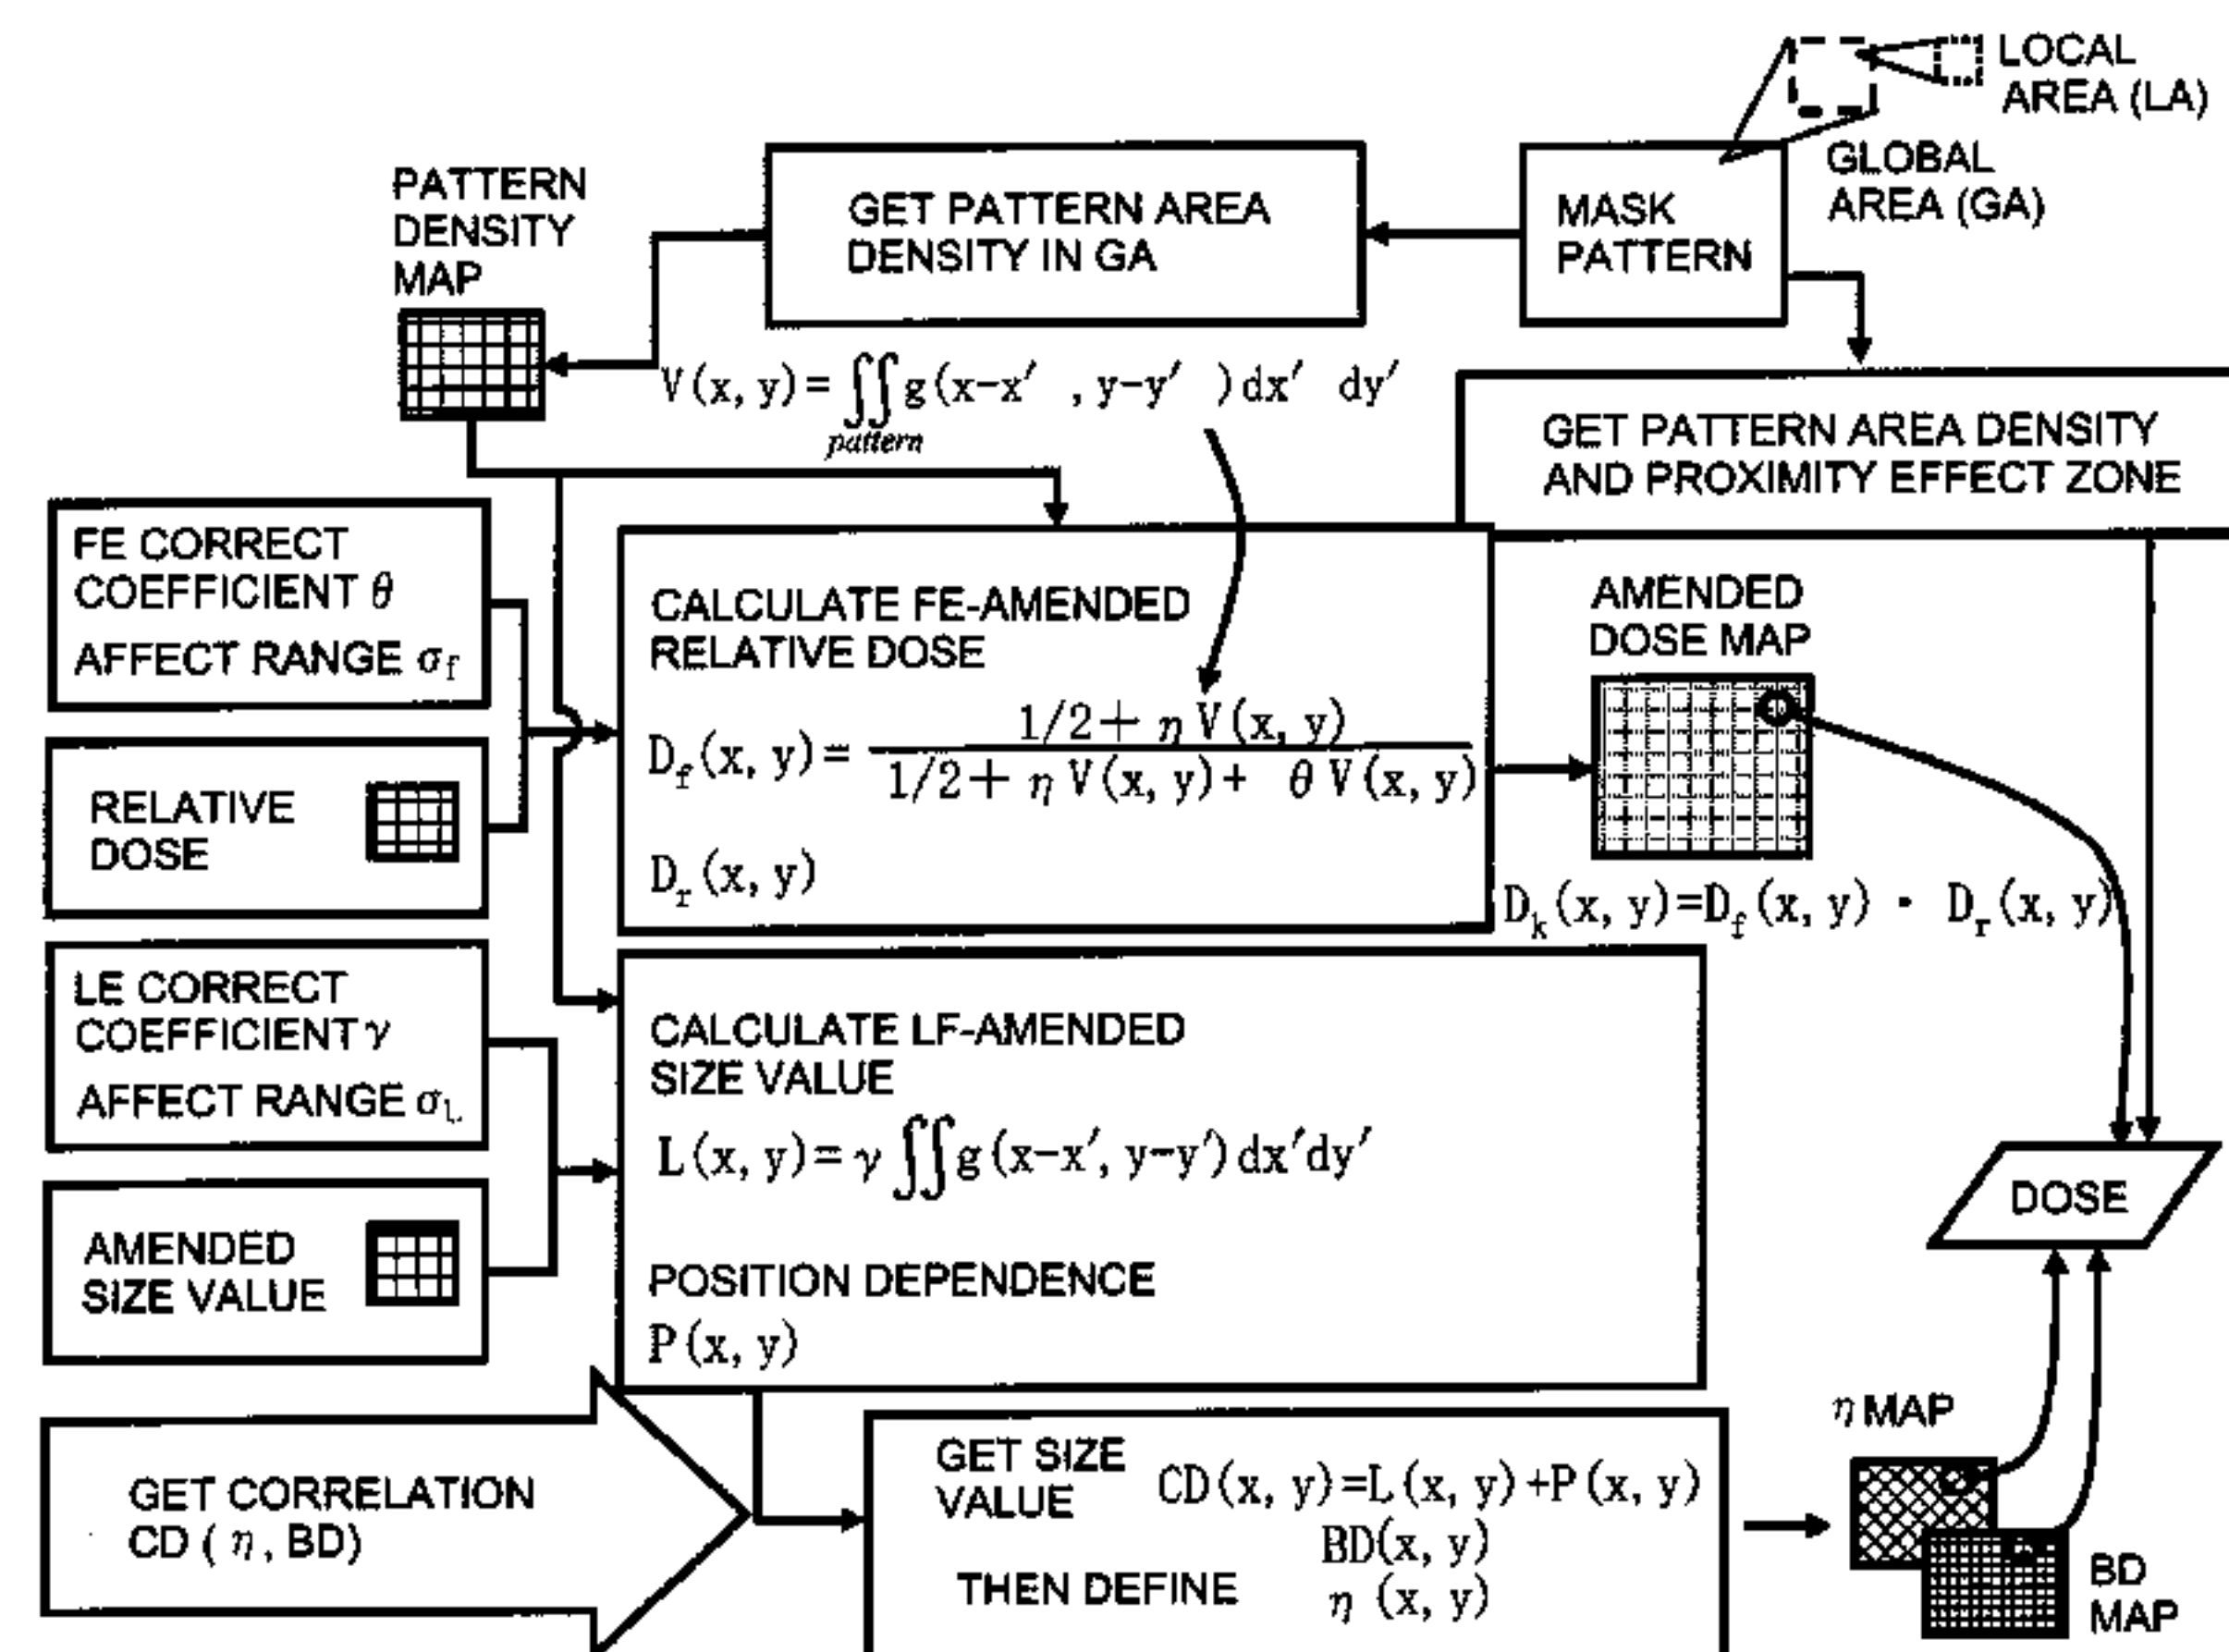 LOCAL
AREA (LA)
GLOBAL
AREA (GA)
MASK
PATTERN
GET PATTERN AREA
DENSITY IN GA
PATTERN
DENSITY
MAP
V(x, y)=∬g(x-x′ , y-y′ )dx′ dy′
pattern
GET PATTERN AREA DENSITY
AND PROXIMITY EFFECT ZONE
FE CORRECT
COEFFICIENT θ
AFFECT RANGE σf
RELATIVE
DOSE
CALCULATE FE-AMENDED
RELATIVE DOSE
1/2+ η V(x, y)
Df(x, y)=
1/2+ η V(x, y)+ θ V(x, y)
Dr(x, y)
AMENDED
DOSE MAP
Dk(x, y)=Df(x, y) · Dr(x, y)
LE CORRECT
COEFFICIENT γ
AFFECT RANGE σL
AMENDED
SIZE VALUE
CALCULATE LF-AMENDED
SIZE VALUE
L(x, y)=γ∬g(x-x′, y-y′)dx′dy′
POSITION DEPENDENCE
P(x, y)
DOSE
GET CORRELATION
CD ( η, BD)
GET SIZE
VALUE
CD(x, y)=L(x, y)+P(x, y)
BD(x, y)
THEN DEFINE
η (x, y)
η MAP
BD
MAP